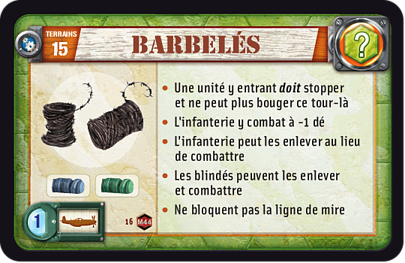 TERRAINS
15
BARBELÉS
?
• Une unité y entrant doit stopper
et ne peut plus bouger ce tour-là
• L'infanterie y combat à -1 dé
• L'infanterie peut les enlever au lieu
de combattre
• Les blindés peuvent les enlever
et combattre
• Ne bloquent pas la ligne de mire
1
16 M44